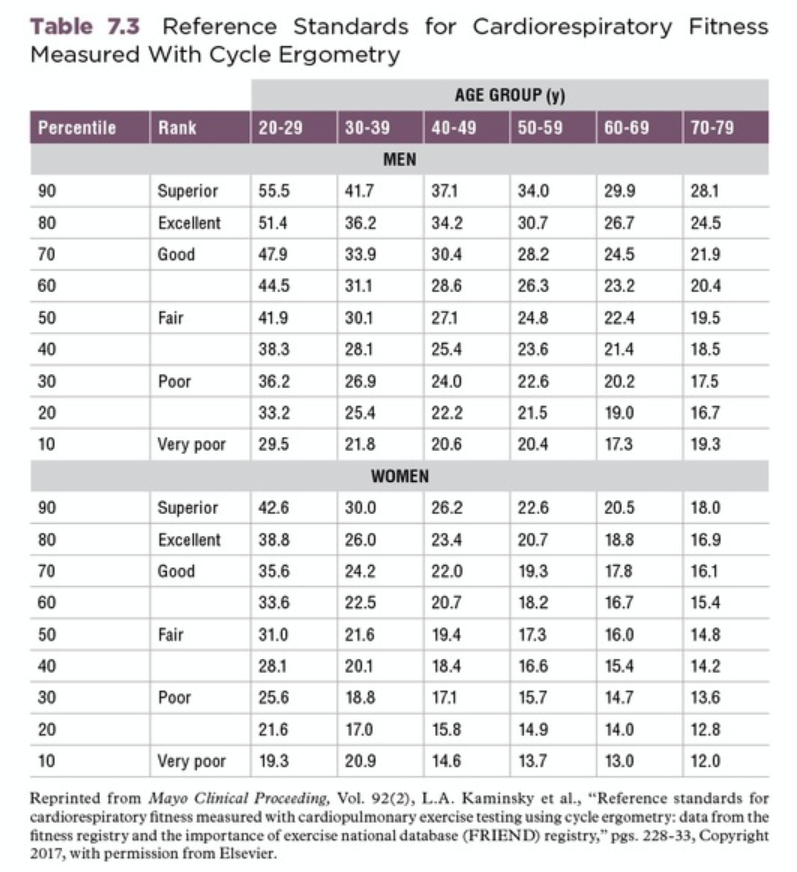 Table 7.3 Reference Standards for Cardiorespiratory Fitness
Measured With Cycle Ergometry
AGE GROUP (y)
Percentile Rank 20-29 30-39 40-49 50-59 60-69 70-79
MEN
90 Superior 55.5 41.7 37.1 34.0 29.9 28.1
80 Excellent 51.4 36.2 34.2 30.7 26.7 24.5
70 Good 47.9 33.9 30.4 28.2 24.5 21.9
60 44.5 31.1 28.6 26.3 23.2 20.4
50 Fair 41.9 30.1 27.1 24.8 22.4 19.5
40 38.3 28.1 25.4 23.6 21.4 18.5
30 Poor 36.2 26.9 24.0 22.6 20.2 17.5
20 33.2 25.4 22.2 21.5 19.0 16.7
10 Very poor 29.5 21.8 20.6 20.4 17.3 19.3
WOMEN
90 Superior 42.6 30.0 26.2 22.6 20.5 18.0
80 Excellent 38.8 26.0 23.4 20.7 18.8 16.9
70 Good 35.6 24.2 22.0 19.3 17.8 16.1
60 33.6 22.5 20.7 18.2 16.7 15.4
50 Fair 31.0 21.6 19.4 17.3 16.0 14.8
40 28.1 20.1 18.4 16.6 15.4 14.2
30 Poor 25.6 18.8 17.1 15.7 14.7 13.6
20 21.6 17.0 15.8 14.9 14.0 12.8
10 Very poor 19.3 20.9 14.6 13.7 13.0 12.0
Reprinted from Mayo Clinical Proceeding, Vol. 92(2), L.A. Kaminsky et al., “Reference standards for
cardiorespiratory fitness measured with cardiopulmonary exercise testing using cycle ergometry: data from the
fitness registry and the importance of exercise national database (FRIEND) registry,” pgs. 228-33, Copyright
2017, with permission from Elsevier.